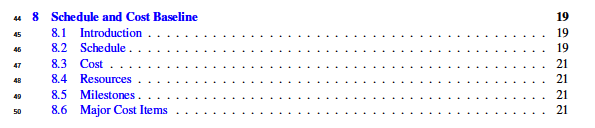 44 8 Schedule and Cost Baseline 19
45 8.1 Introduction . . . . . . . . . . . . . . . . . . . . . . . . . . . . . . . . . . . . . . . . . . 19
46 8.2 Schedule . . . . . . . . . . . . . . . . . . . . . . . . . . . . . . . . . . . . . . . . . . . . 19
47 8.3 Cost . . . . . . . . . . . . . . . . . . . . . . . . . . . . . . . . . . . . . . . . . . . . . . 21
48 8.4 Resources . . . . . . . . . . . . . . . . . . . . . . . . . . . . . . . . . . . . . . . . . . . 21
49 8.5 Milestones . . . . . . . . . . . . . . . . . . . . . . . . . . . . . . . . . . . . . . . . . . . 21
50 8.6 Major Cost Items . . . . . . . . . . . . . . . . . . . . . . . . . . . . . . . . . . . . . . . 21